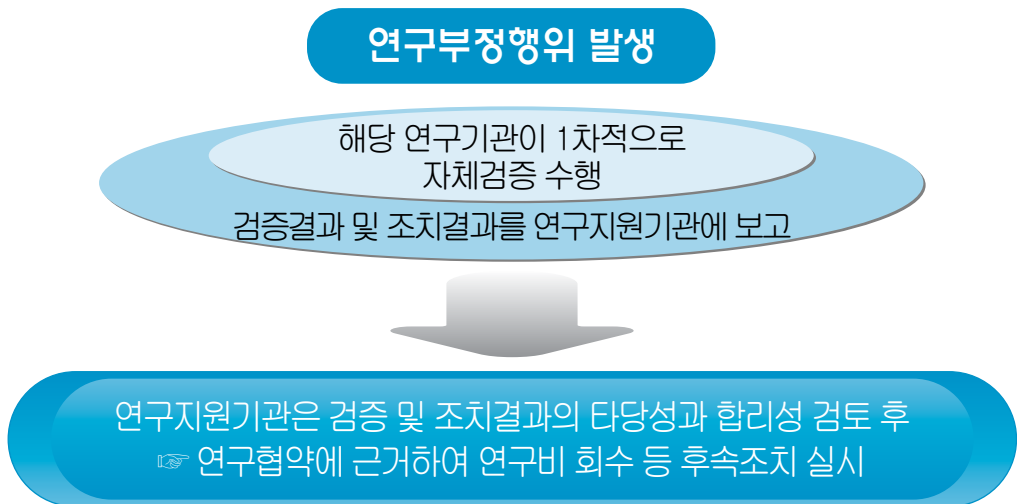 연구부정행위 발생
해당 연구기관이 1차적으로
자체검증 수행
검증결과 및 조치결과를 연구지원기관에 보고
연구지원기관은 검증 및 조치결과의 타당성과 합리성 검토 후
☞ 연구협약에 근거하여 연구비 회수 등 후속조치 실시